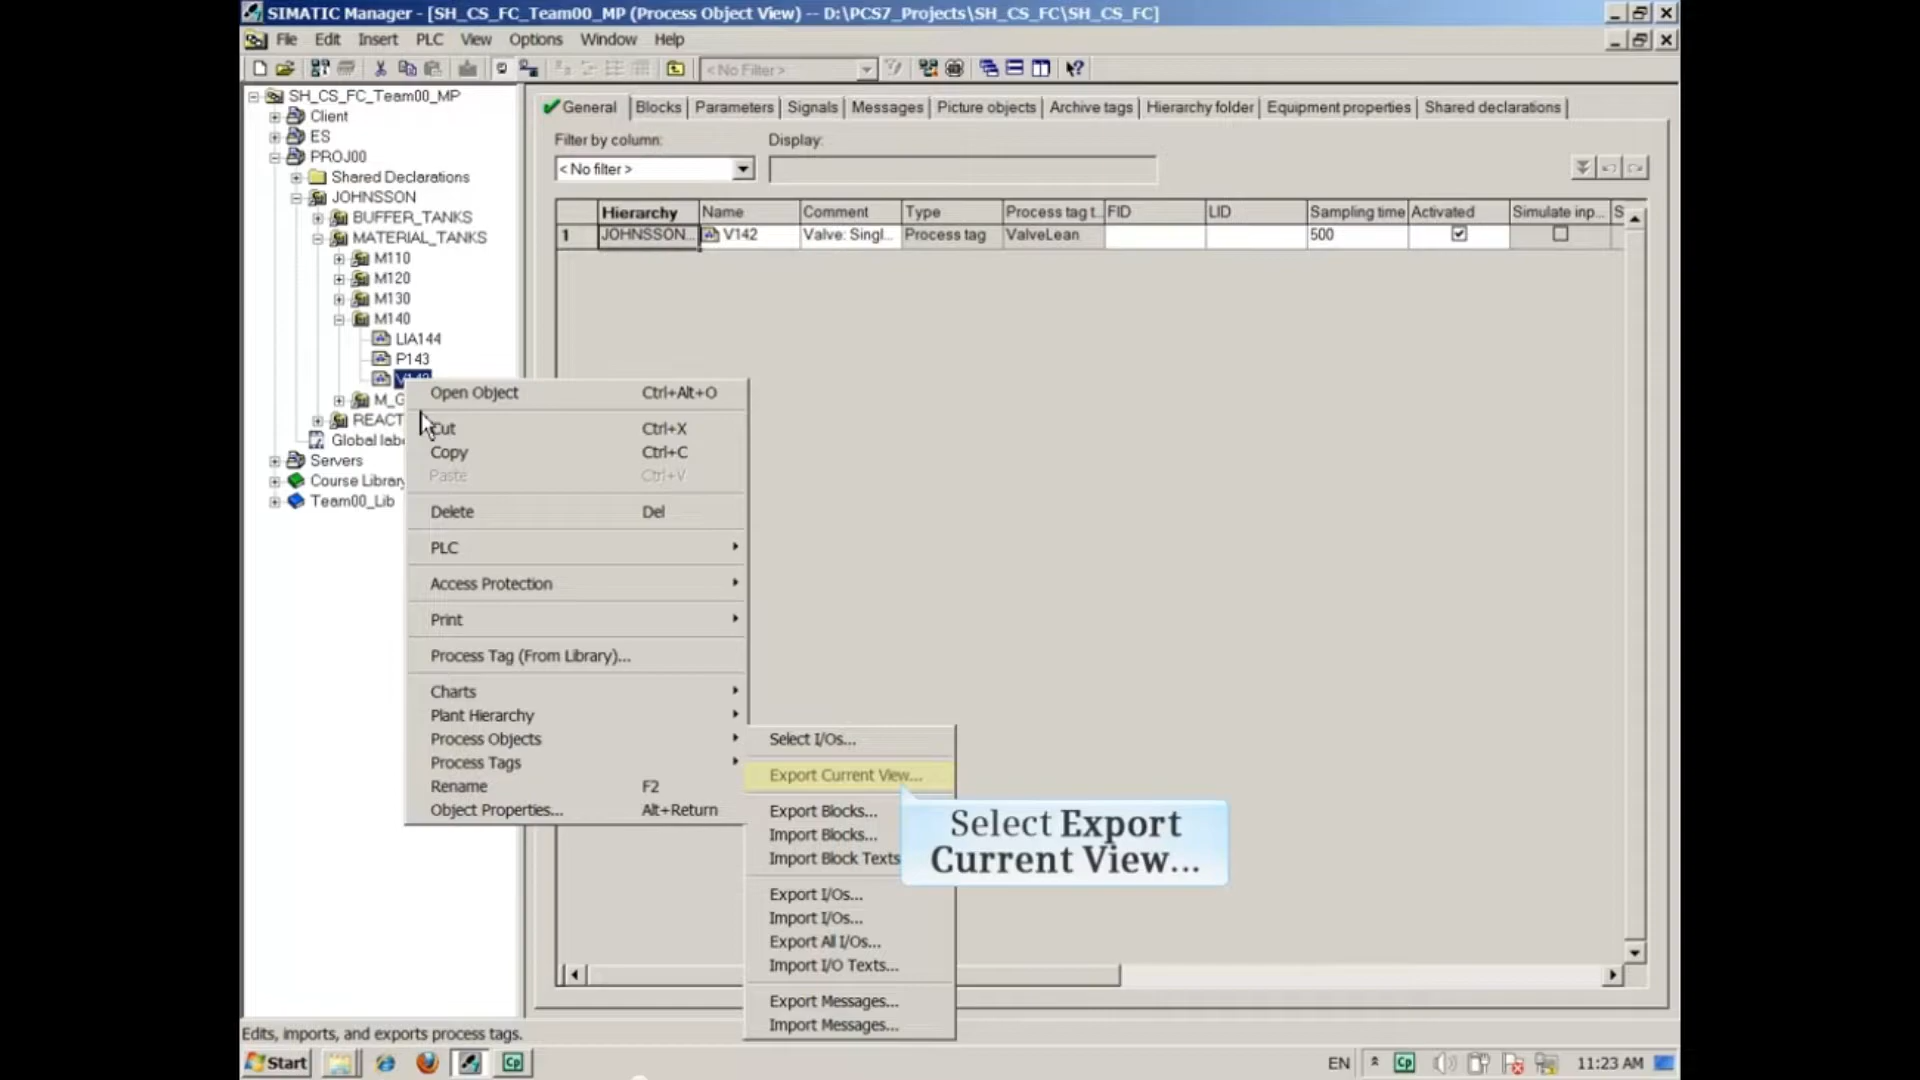 SIMATIC Manager - [SH_CS_FC_Team00_MP (Process Object View) -- D:\PCS7_Projects\SH_CS_FC\SH_CS_FC]
File Edit Insert PLC View Options Window Help
< No Filter >
SH_CS_FC_Team00_MP
Client
ES
PROJ00
Shared Declarations
JOHNSSON
BUFFER_TANKS
MATERIAL_TANKS
M110
M120
M130
M140
LIA144
P143
V142
M_G
REACT
Global lab
Servers
Course Library
Team00_Lib
General Blocks Parameters Signals Messages Picture objects Archive tags Hierarchy folder Equipment properties Shared declarations
Filter by column: Display:
< No filter >
Hierarchy Name Comment Type Process tag t... FID LID Sampling time Activated Simulate inp... S
1 JOHNSSON... V142 Valve: Singl... Process tag ValveLean 500
Open Object Ctrl+Alt+O
Cut Ctrl+X
Copy Ctrl+C
Paste Ctrl+V
Delete Del
PLC
Access Protection
Print
Process Tag (From Library)...
Charts
Plant Hierarchy
Process Objects
Process Tags
Rename F2
Object Properties... Alt+Return
Select I/Os...
Export Current View...
Export Blocks...
Import Blocks...
Import Block Texts
Export I/Os...
Import I/Os...
Export All I/Os...
Import I/O Texts...
Export Messages...
Import Messages...
Select Export
Current View...
Edits, imports, and exports process tags.
Start Cp EN Cp 11:23 AM